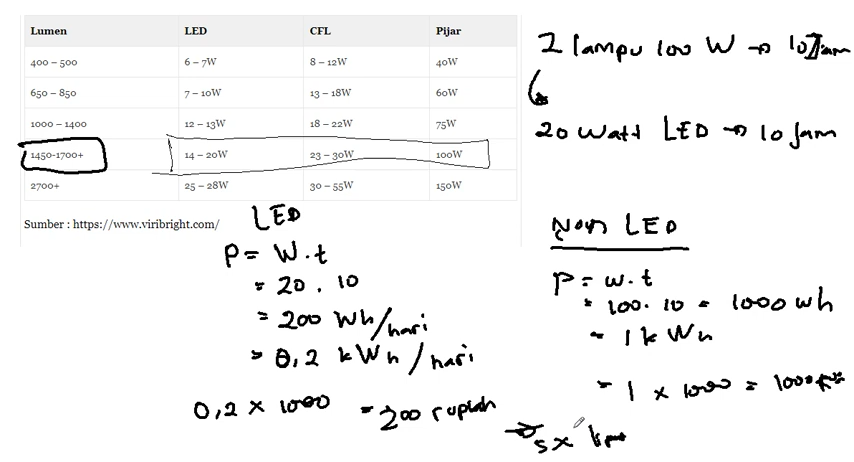 Lumen LED CFL Pijar
400 – 500 6 – 7W 8 – 12W 40W
650 – 850 7 – 10W 13 – 18W 60W
1000 – 1400 12 – 13W 18 – 22W 75W
1450-1700+ 14 – 20W 23 – 30W 100W
2700+ 25 – 28W 30 – 55W 150W
Sumber : https://www.viribright.com/
2 lampu 100 W → 10 Jam
20 Watt LED → 10 Jam
LED
P = W . t
= 20 . 10
= 200 Wh/hari
= 0,2 kWh/hari
0,2 × 1000 = 200 rupiah
Non LED
P = w . t
= 100 . 10 = 1000 wh
= 1 k W h
= 1 × 1000 = 1000
→ 5 x